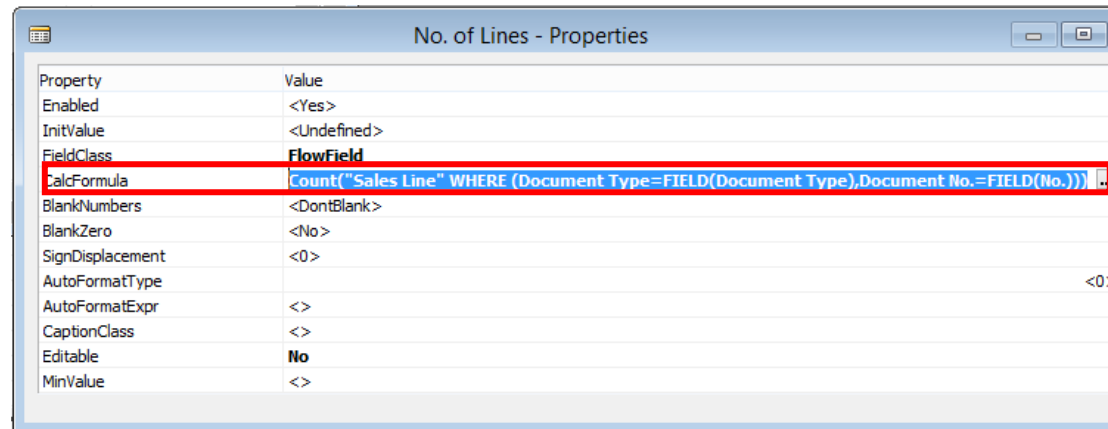 No. of Lines - Properties
Property Value
Enabled <Yes>
InitValue <Undefined>
FieldClass FlowField
CalcFormula Count("Sales Line" WHERE (Document Type=FIELD(Document Type),Document No.=FIELD(No.))) ...
BlankNumbers <DontBlank>
BlankZero <No>
SignDisplacement <0>
AutoFormatType <0
AutoFormatExpr <>
CaptionClass <>
Editable No
MinValue <>